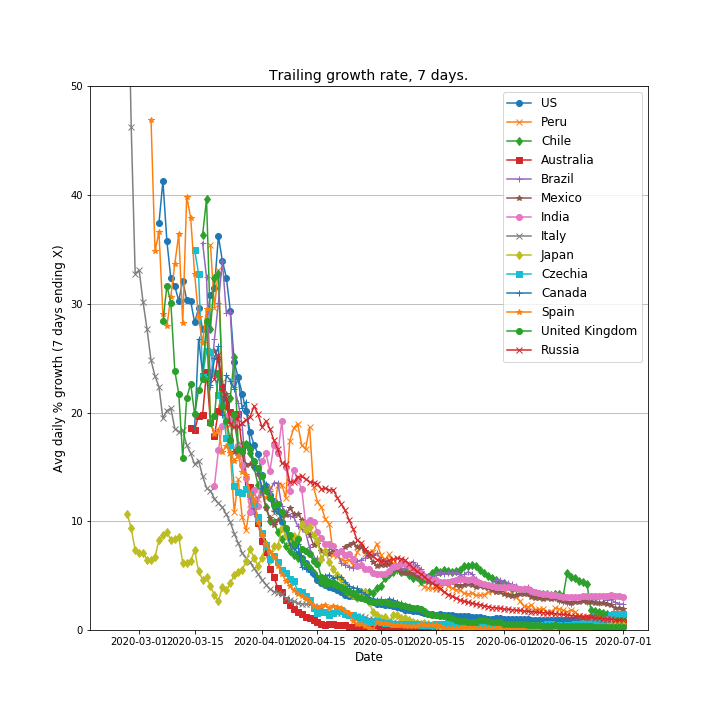 Trailing growth rate, 7 days.
50
40
30
20
10
0
Avg daily % growth (7 days ending X)
US
Peru
Chile
Australia
Brazil
Mexico
India
Italy
Japan
Czechia
Canada
Spain
United Kingdom
Russia
2020-03-01 2020-03-15 2020-04-01 2020-04-15 2020-05-01 2020-05-15 2020-06-01 2020-06-15 2020-07-01
Date